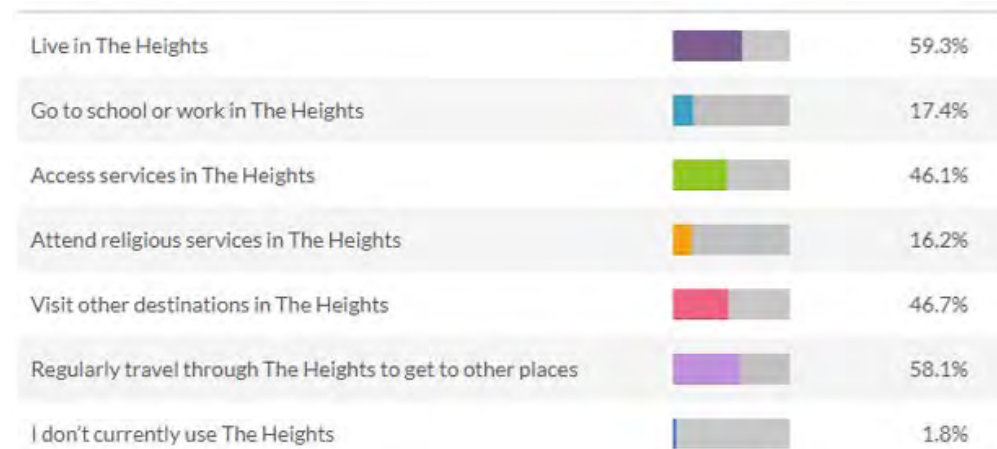 Live in The Heights 59.3%
Go to school or work in The Heights 17.4%
Access services in The Heights 46.1%
Attend religious services in The Heights 16.2%
Visit other destinations in The Heights 46.7%
Regularly travel through The Heights to get to other places 58.1%
I don't currently use The Heights 1.8%